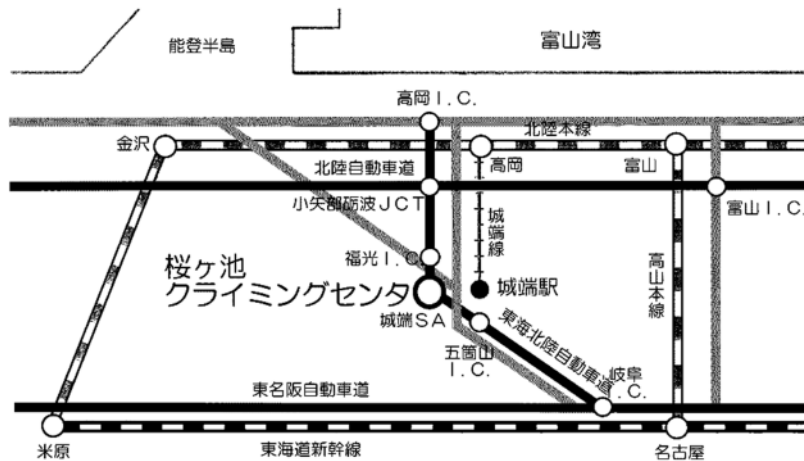 能登半島
富山湾
高岡I.C.
北陸本線
金沢
高岡
富山
北陸自動車道
小矢部砺波JCT
富山I.C.
城端線
福光I.C.
高山本線
桜ヶ池
クライミングセンタ
城端駅
城端SA
五箇山
I.C.
東海北陸自動車道
岐阜
I.C.
東名阪自動車道
米原
東海道新幹線
名古屋